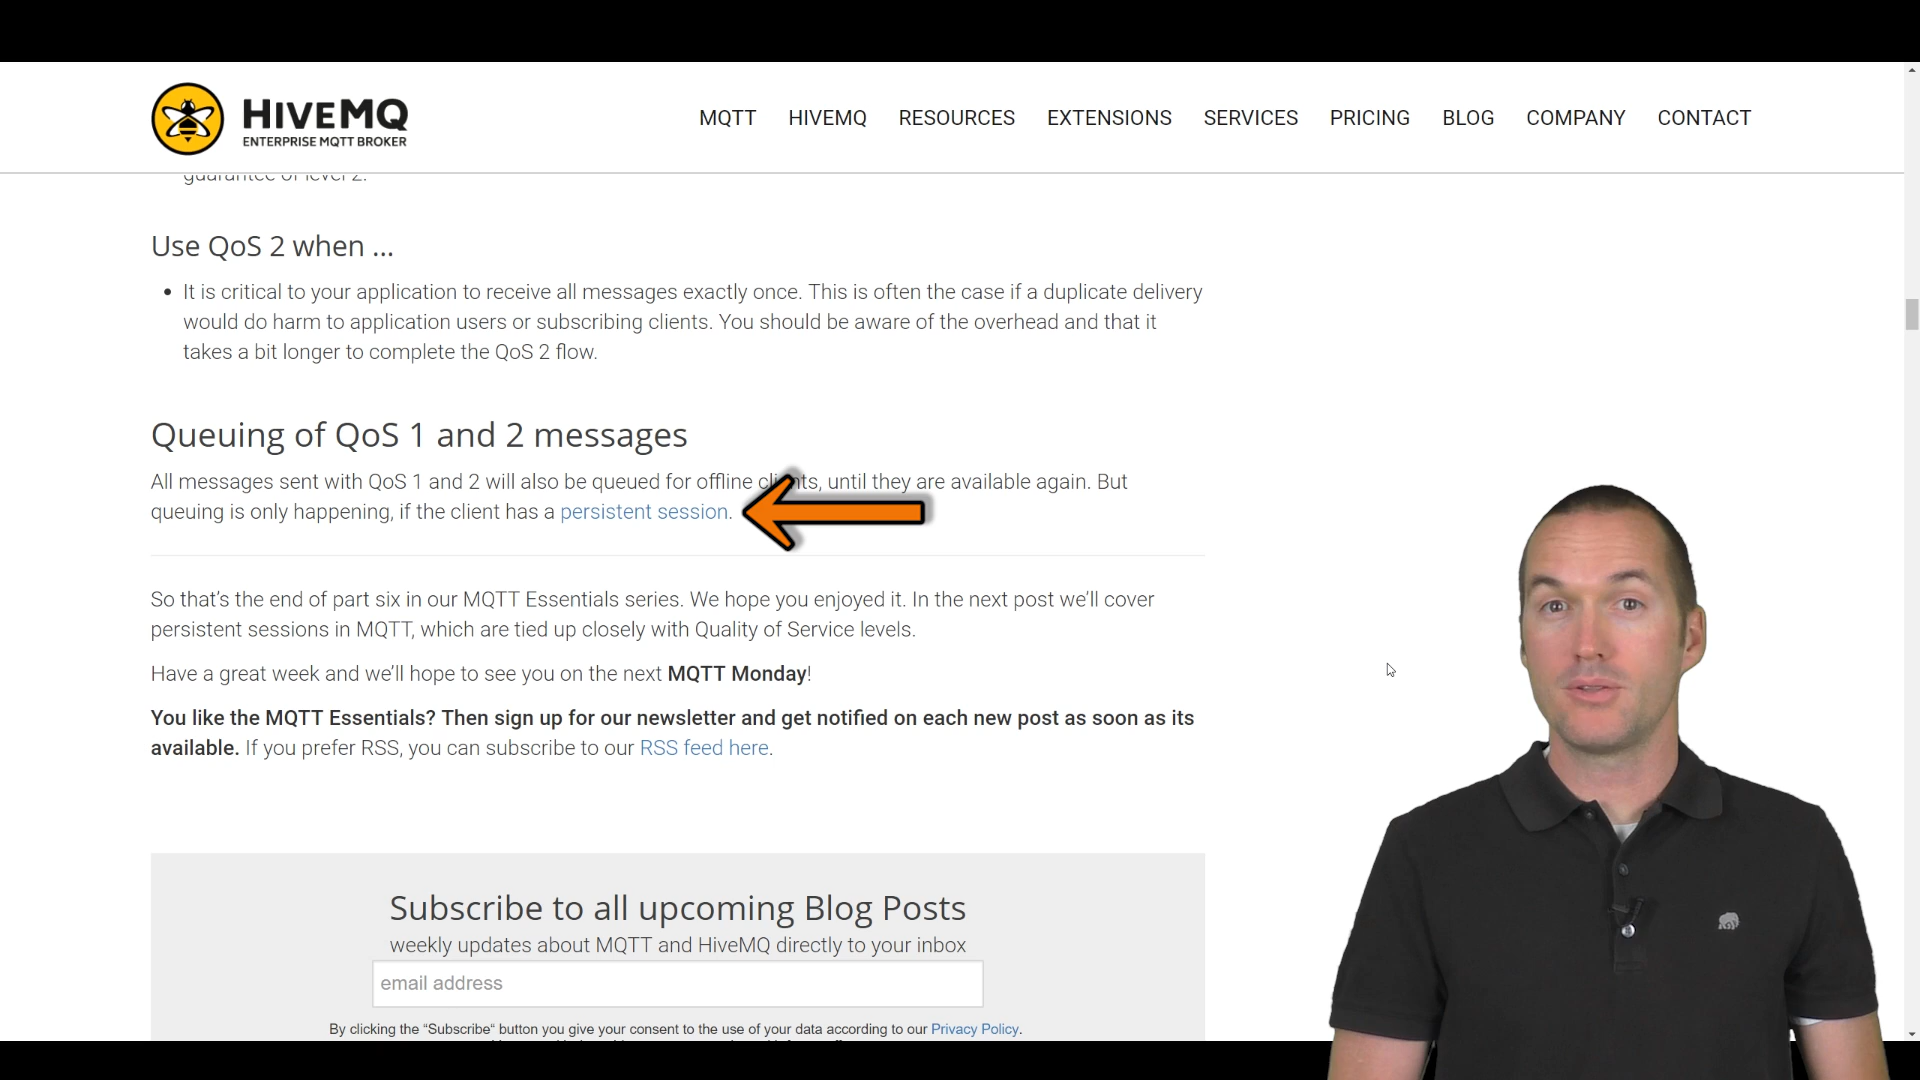 HIVEMQ
ENTERPRISE MQTT BROKER
MQTT HIVEMQ RESOURCES EXTENSIONS SERVICES PRICING BLOG COMPANY CONTACT
guarantee of level 2.
Use QoS 2 when ...
• It is critical to your application to receive all messages exactly once. This is often the case if a duplicate delivery
would do harm to application users or subscribing clients. You should be aware of the overhead and that it
takes a bit longer to complete the QoS 2 flow.
Queuing of QoS 1 and 2 messages
All messages sent with QoS 1 and 2 will also be queued for offline clients, until they are available again. But
queuing is only happening, if the client has a persistent session.
So that's the end of part six in our MQTT Essentials series. We hope you enjoyed it. In the next post we'll cover
persistent sessions in MQTT, which are tied up closely with Quality of Service levels.
Have a great week and we'll hope to see you on the next MQTT Monday!
You like the MQTT Essentials? Then sign up for our newsletter and get notified on each new post as soon as its
available. If you prefer RSS, you can subscribe to our RSS feed here.
Subscribe to all upcoming Blog Posts
weekly updates about MQTT and HiveMQ directly to your inbox
email address
By clicking the “Subscribe“ button you give your consent to the use of your data according to our Privacy Policy.